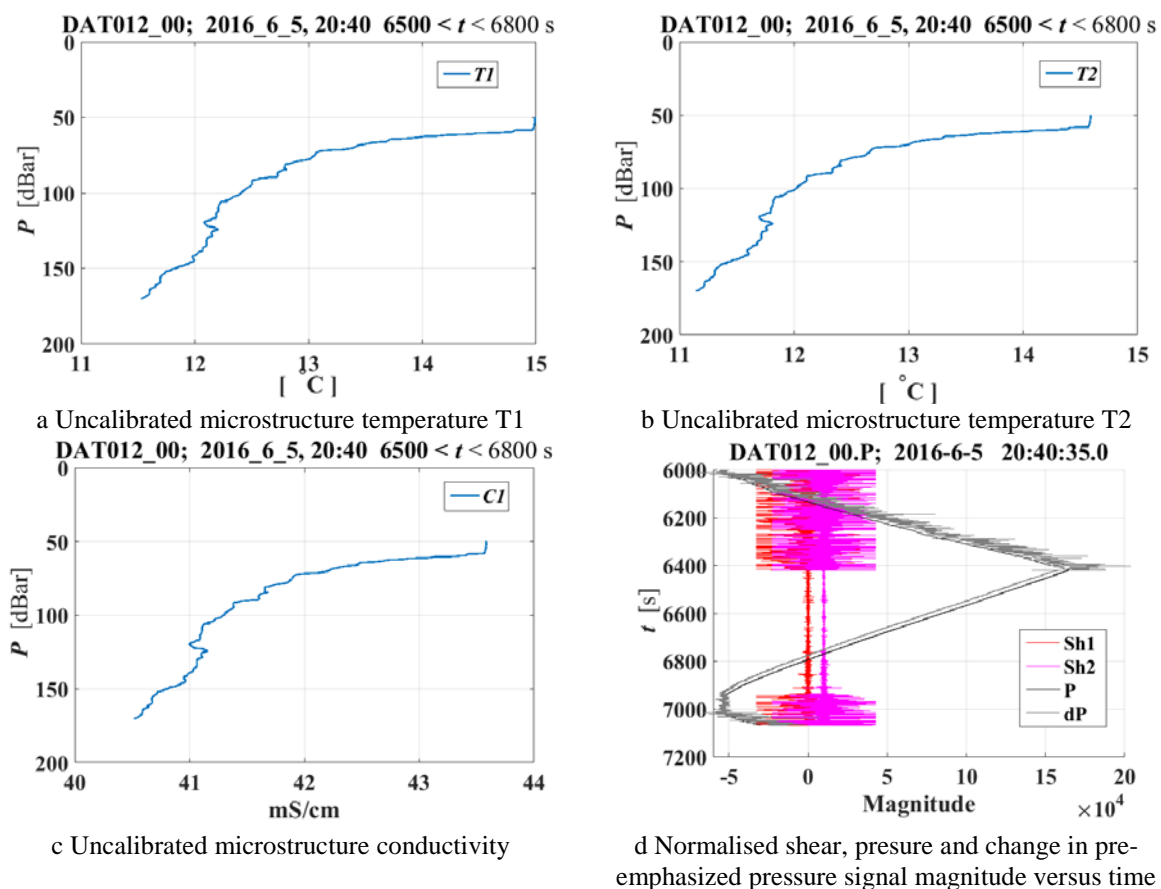 DAT012_00; 2016_6_5, 20:40 6500 < t < 6800 s
T1
0
50
100
150
200
P [dBar]
11 12 13 14 15
[ °C ]
a Uncalibrated microstructure temperature T1
DAT012_00; 2016_6_5, 20:40 6500 < t < 6800 s
T2
0
50
100
150
200
P [dBar]
11 12 13 14 15
[ °C ]
b Uncalibrated microstructure temperature T2
DAT012_00; 2016_6_5, 20:40 6500 < t < 6800 s
C1
0
50
100
150
200
P [dBar]
40 41 42 43 44
mS/cm
c Uncalibrated microstructure conductivity
DAT012_00.P; 2016-6-5 20:40:35.0
6000
6200
6400
6600
6800
7000
7200
t [s]
Sh1
Sh2
P
dP
-5 0 5 10 15 20
Magnitude ×10⁴
d Normalised shear, presure and change in pre-
emphasized pressure signal magnitude versus time